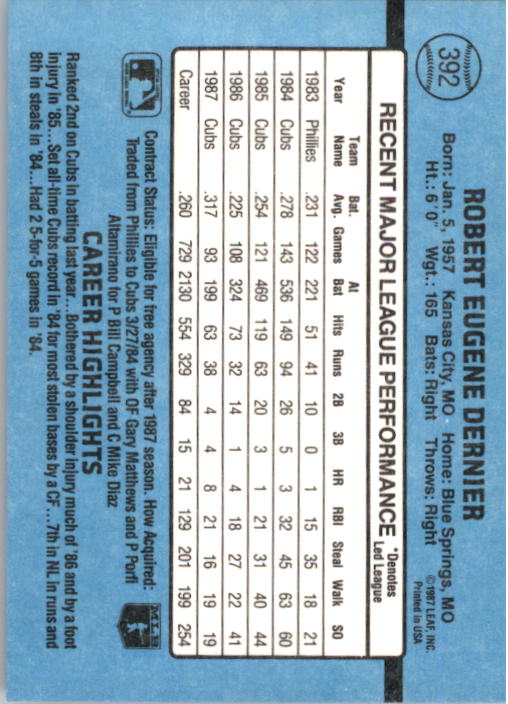 392
ROBERT EUGENE DERNIER
Born: Jan. 5, 1957 Kansas City, MO · Home: Blue Springs, MO
Ht.: 6'0" Wgt.: 165 Bats: Right Throws: Right
©1987 LEAF, INC.
Printed in USA
RECENT MAJOR LEAGUE PERFORMANCE
*Denotes
Led League
Year Team Name Bat. Avg. Games At Bat Hits Runs 2B 3B HR RBI Steal Walk SO
1983 Phillies .231 122 221 51 41 10 0 1 15 35 18 21
1984 Cubs .278 143 536 149 94 26 5 3 32 45 63 60
1985 Cubs .254 121 469 119 63 20 3 1 21 31 40 44
1986 Cubs .225 108 324 73 32 14 1 4 18 27 22 41
1987 Cubs .317 93 199 63 38 4 4 8 21 16 19 19
Career .260 729 2130 554 329 84 15 21 129 201 199 254
Contract Status: Eligible for free agency after 1987 season. How Acquired:
Traded from Phillies to Cubs 3/27/84 with OF Gary Matthews and P Porfi
Altamirano for P Bill Campbell and C Mike Diaz
MLB
CAREER HIGHLIGHTS
Ranked 2nd on Cubs in batting last year...Bothered by a shoulder injury much of '86 and by a foot
injury in '85...Set all-time Cubs record in '84 for most stolen bases by a CF...7th in NL in runs and
8th in steals in '84...Had 2 5-for-5 games in '84.